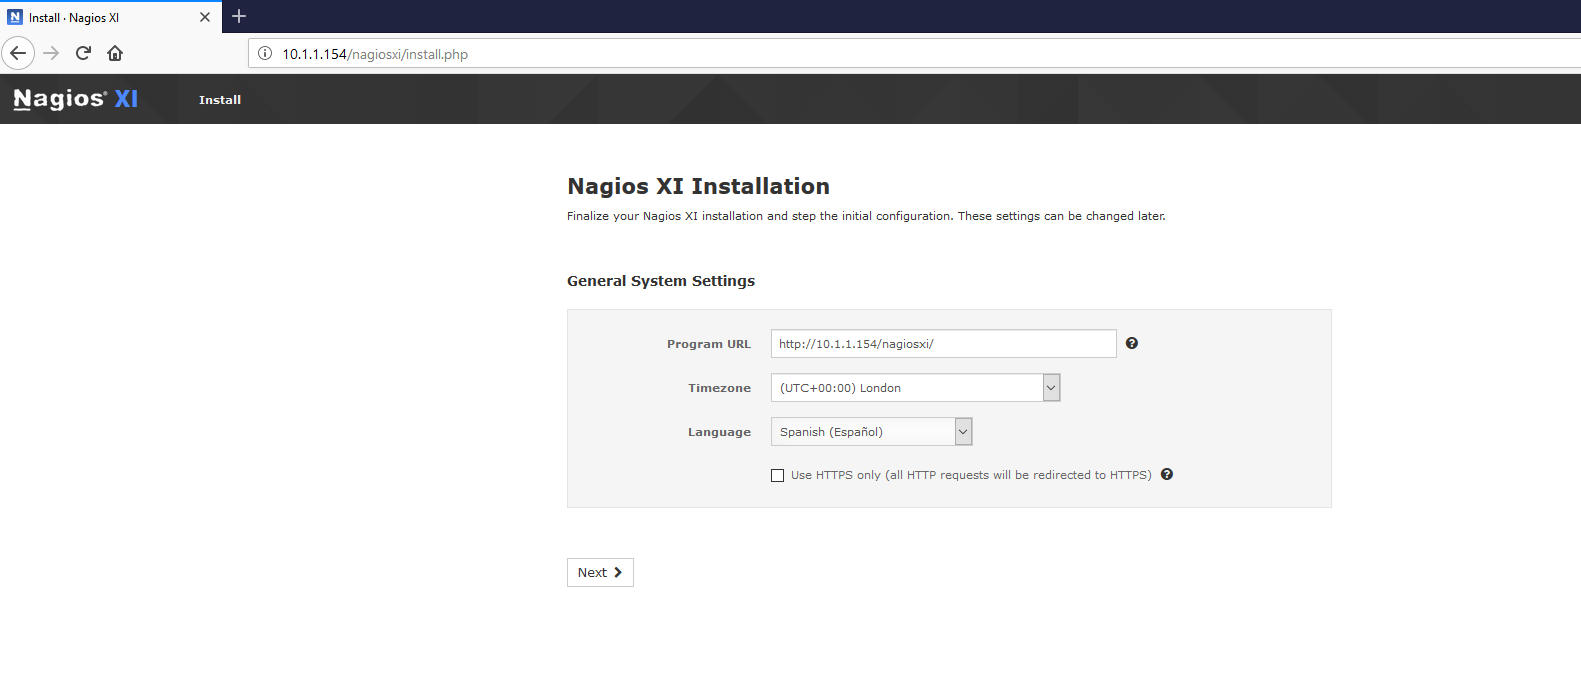 Install · Nagios XI
10.1.1.154/nagiosxi/install.php
Nagios® XI
Install
Nagios XI Installation
Finalize your Nagios XI installation and step the initial configuration. These settings can be changed later.
General System Settings
Program URL http://10.1.1.154/nagiosxi/
Timezone (UTC+00:00) London
Language Spanish (Español)
Use HTTPS only (all HTTP requests will be redirected to HTTPS)
Next